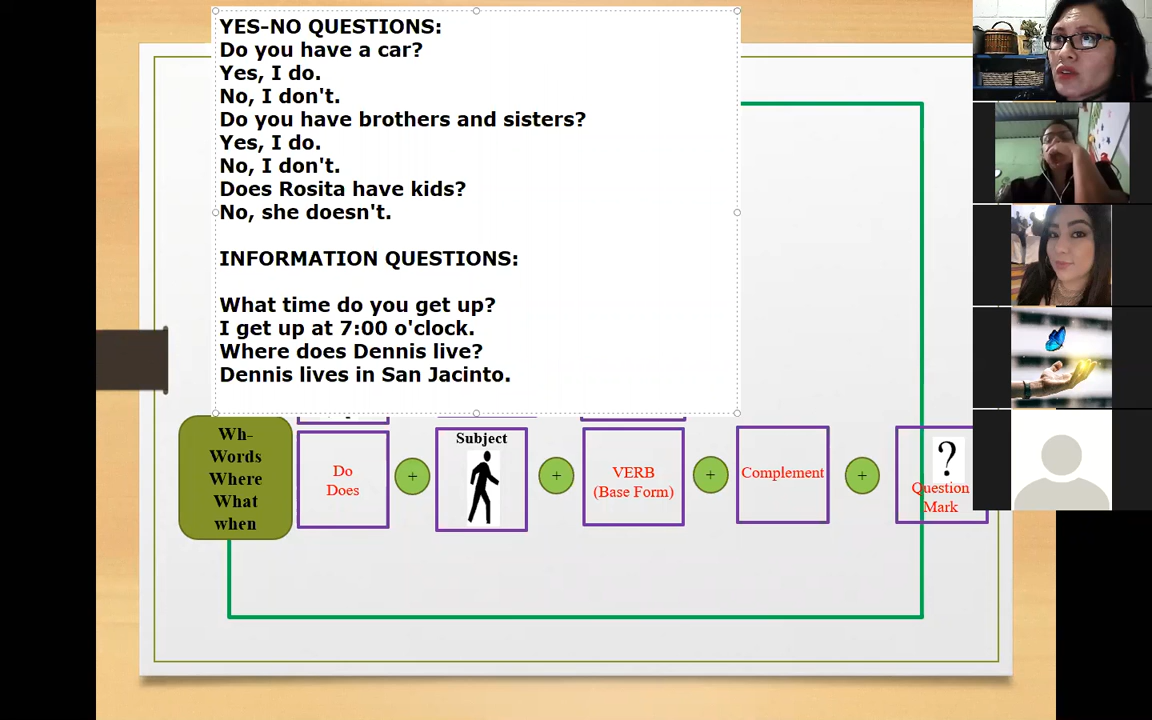 YES-NO QUESTIONS:
Do you have a car?
Yes, I do.
No, I don't.
Do you have brothers and sisters?
Yes, I do.
No, I don't.
Does Rosita have kids?
No, she doesn't.
INFORMATION QUESTIONS:
What time do you get up?
I get up at 7:00 o'clock.
Where does Dennis live?
Dennis lives in San Jacinto.
Wh-
Words
Where
What
when
Do
Does
+
Subject
+
VERB
(Base Form)
+
Complement
+
?
Question
Mark